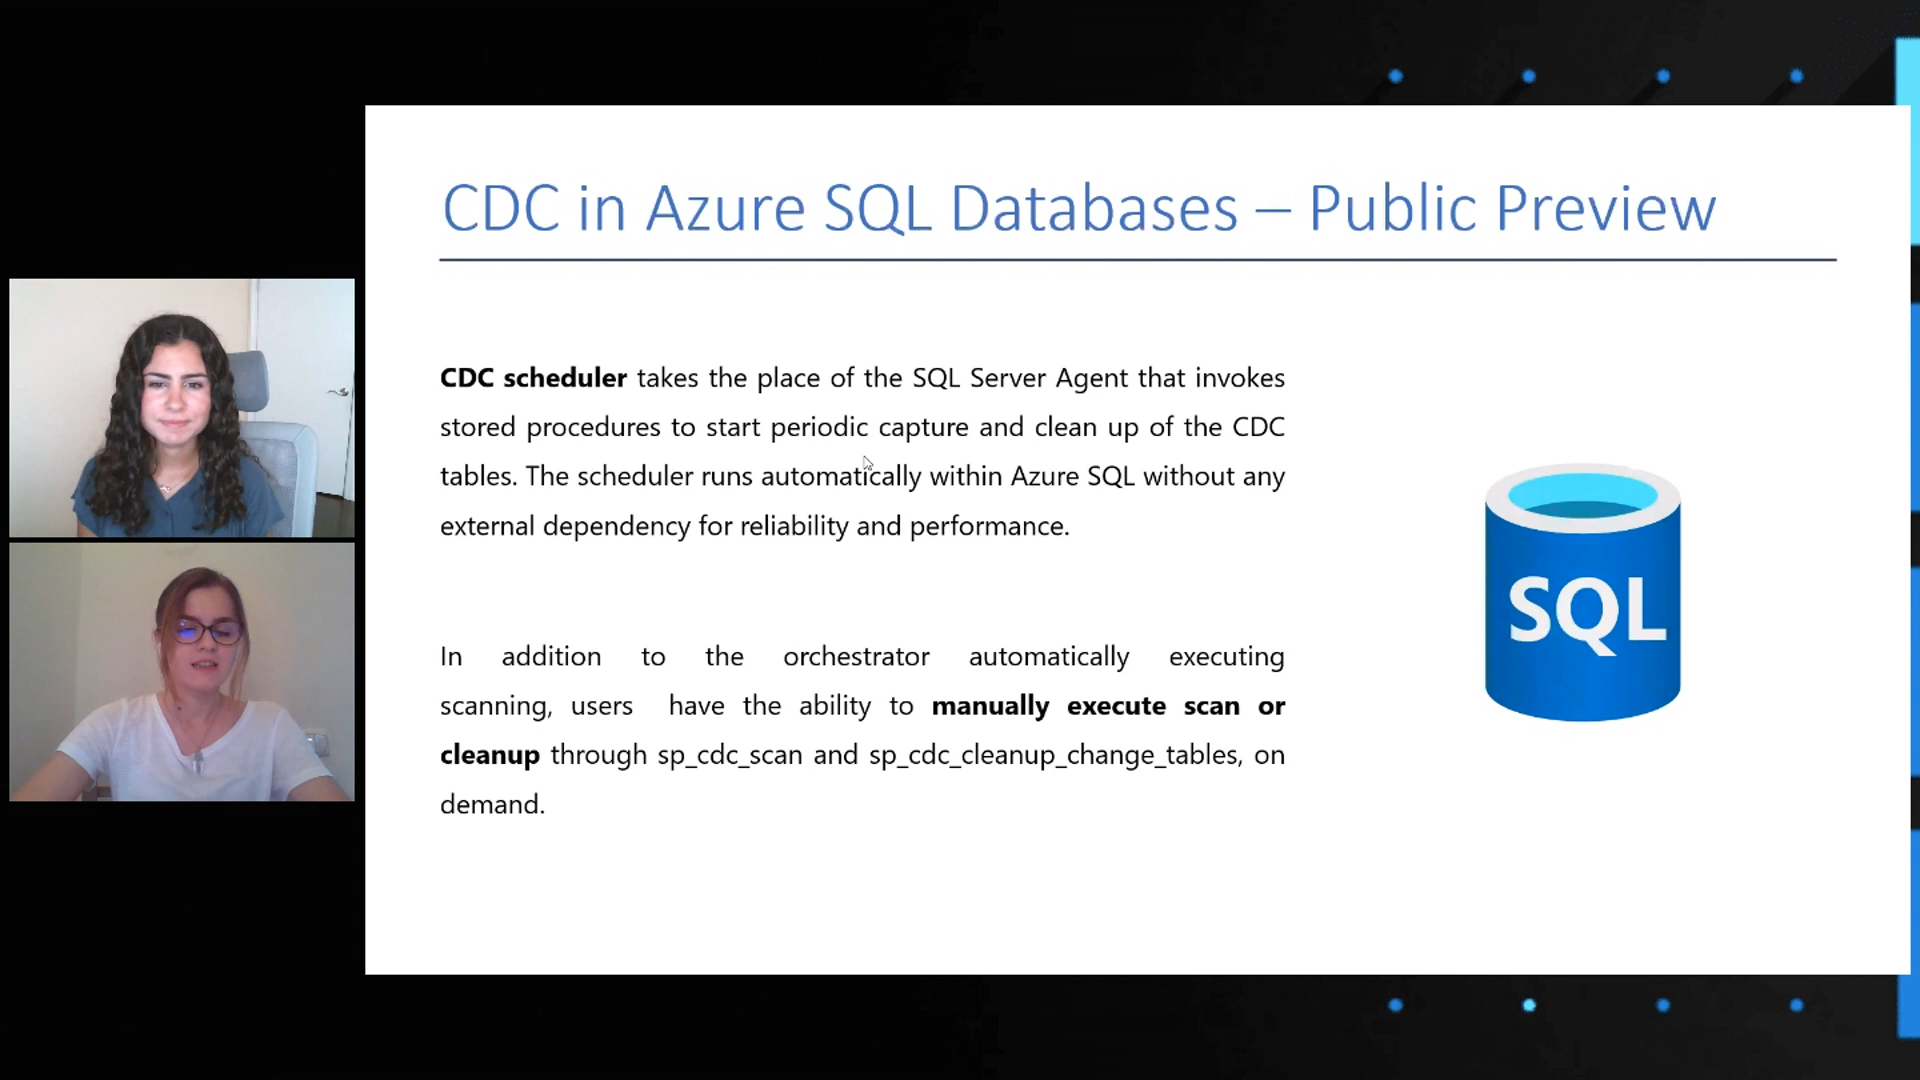 CDC in Azure SQL Databases – Public Preview
CDC scheduler takes the place of the SQL Server Agent that invokes
stored procedures to start periodic capture and clean up of the CDC
tables. The scheduler runs automatically within Azure SQL without any
external dependency for reliability and performance.
In addition to the orchestrator automatically executing
scanning, users have the ability to manually execute scan or
cleanup through sp_cdc_scan and sp_cdc_cleanup_change_tables, on
demand.
SQL